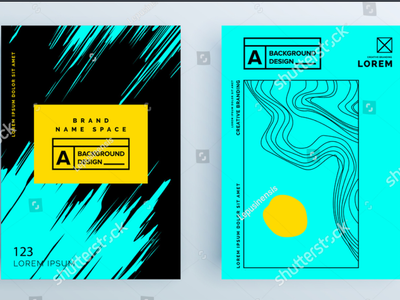 LOREM IPSUM DOLOR SIT AMET
BRAND
NAME SPACE
A BACKGROUND
DESIGN
123
LOREM IPSUM
A BACKGROUND
DESIGN
LOREM
CREATIVE BRANDING
LOREM IPSUM DOLOR SIT AMET
shutterstock
shutterstock
shutterstock
shutterstock